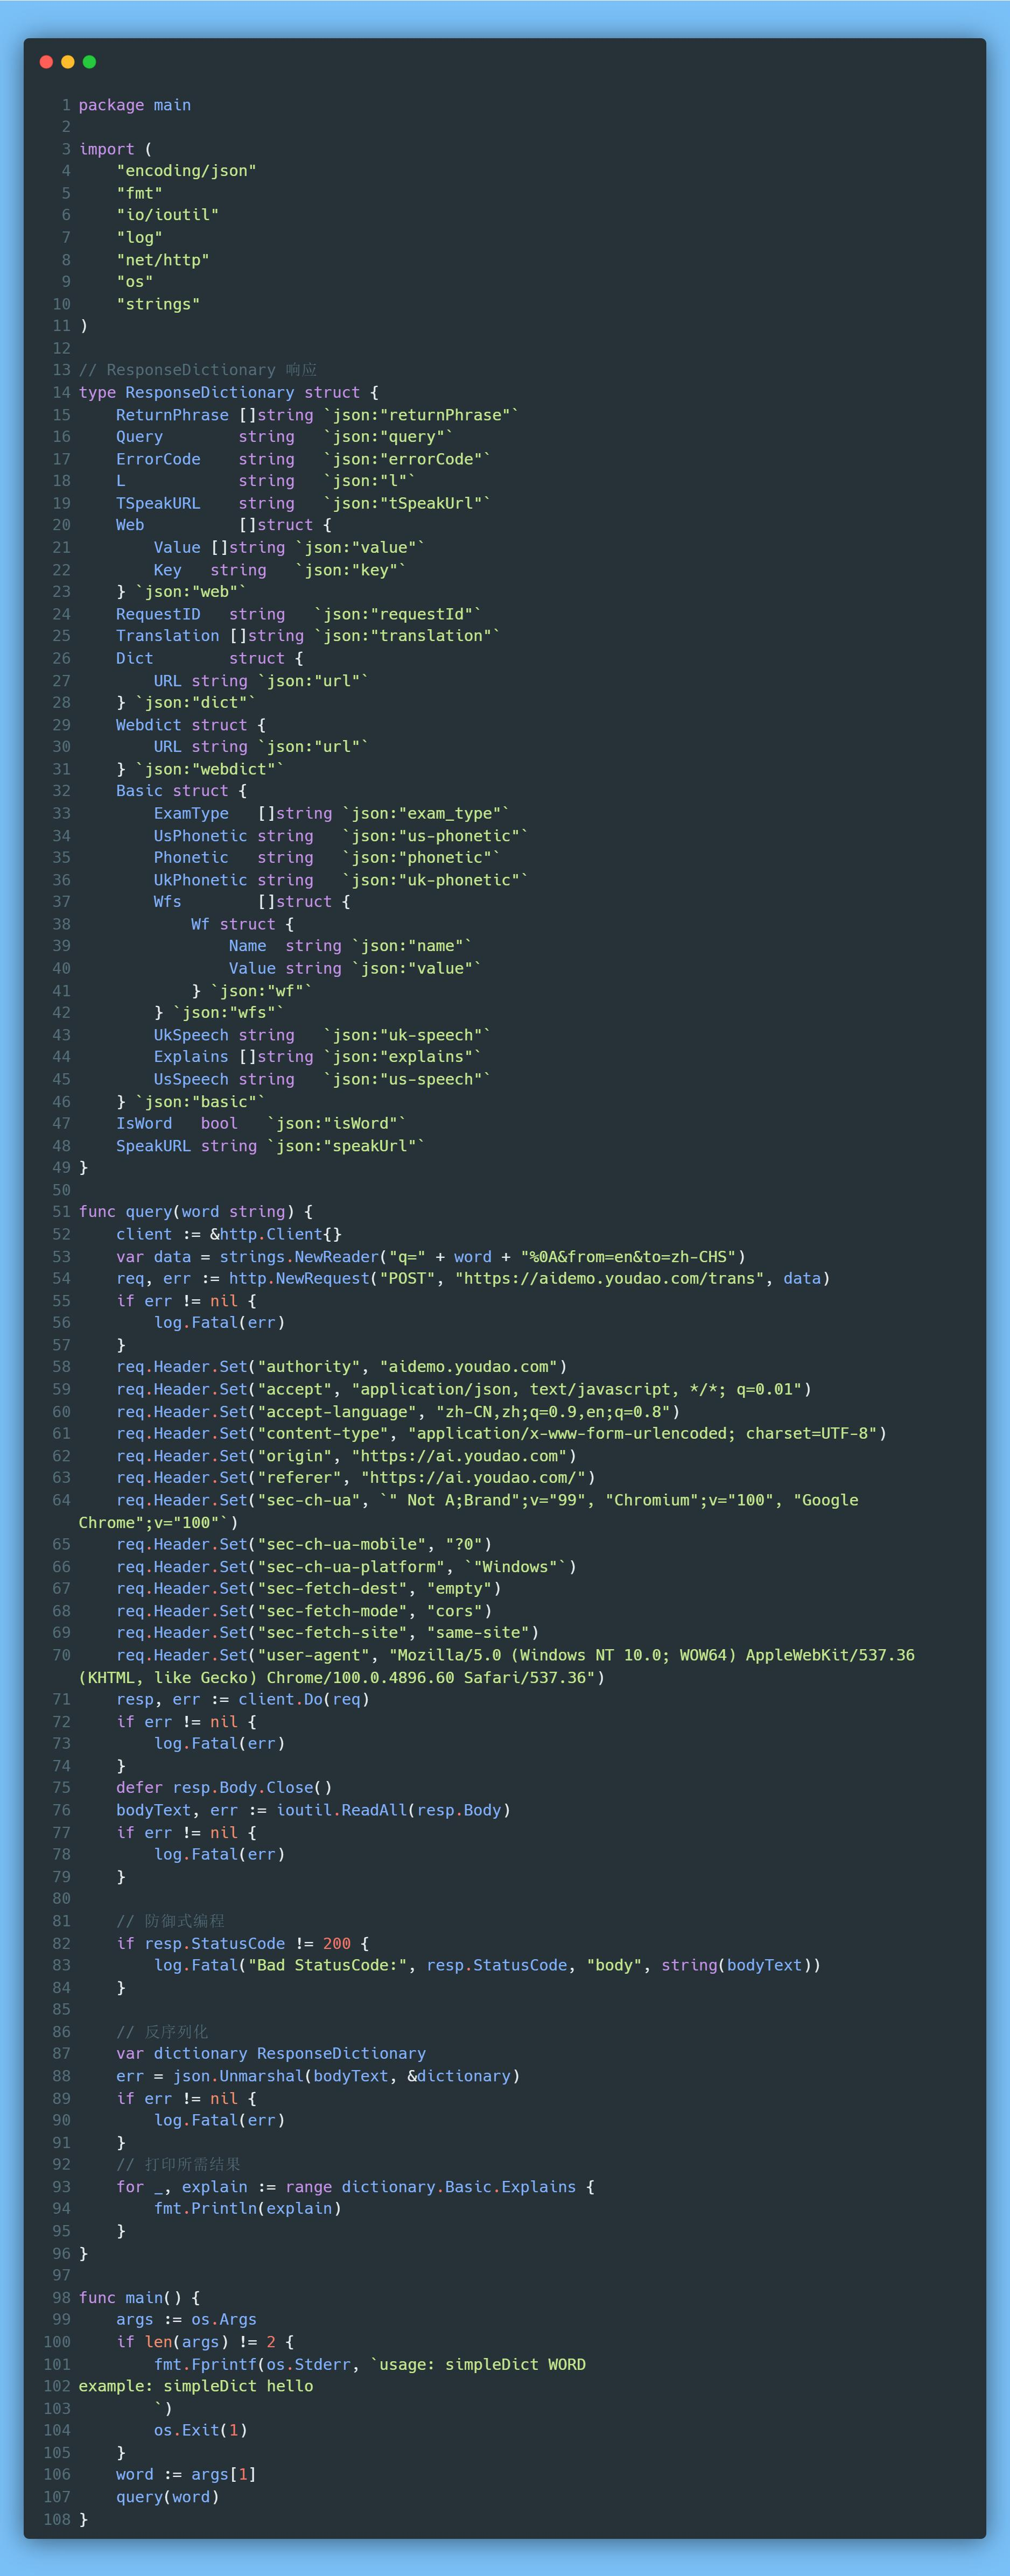 1 package main
2
3 import (
4     "encoding/json"
5     "fmt"
6     "io/ioutil"
7     "log"
8     "net/http"
9     "os"
10     "strings"
11 )
12
13 // ResponseDictionary 响应
14 type ResponseDictionary struct {
15     ReturnPhrase []string `json:"returnPhrase"`
16     Query        string   `json:"query"`
17     ErrorCode    string   `json:"errorCode"`
18     L            string   `json:"l"`
19     TSpeakURL    string   `json:"tSpeakUrl"`
20     Web          []struct {
21         Value []string `json:"value"`
22         Key   string   `json:"key"`
23     } `json:"web"`
24     RequestID   string   `json:"requestId"`
25     Translation []string `json:"translation"`
26     Dict        struct {
27         URL string `json:"url"`
28     } `json:"dict"`
29     Webdict struct {
30         URL string `json:"url"`
31     } `json:"webdict"`
32     Basic struct {
33         ExamType   []string `json:"exam_type"`
34         UsPhonetic string   `json:"us-phonetic"`
35         Phonetic   string   `json:"phonetic"`
36         UkPhonetic string   `json:"uk-phonetic"`
37         Wfs        []struct {
38             Wf struct {
39                 Name  string `json:"name"`
40                 Value string `json:"value"`
41             } `json:"wf"`
42         } `json:"wfs"`
43         UkSpeech string   `json:"uk-speech"`
44         Explains []string `json:"explains"`
45         UsSpeech string   `json:"us-speech"`
46     } `json:"basic"`
47     IsWord   bool   `json:"isWord"`
48     SpeakURL string `json:"speakUrl"`
49 }
50
51 func query(word string) {
52     client := &http.Client{}
53     var data = strings.NewReader("q=" + word + "%0A&from=en&to=zh-CHS")
54     req, err := http.NewRequest("POST", "https://aidemo.youdao.com/trans", data)
55     if err != nil {
56         log.Fatal(err)
57     }
58     req.Header.Set("authority", "aidemo.youdao.com")
59     req.Header.Set("accept", "application/json, text/javascript, */*; q=0.01")
60     req.Header.Set("accept-language", "zh-CN,zh;q=0.9,en;q=0.8")
61     req.Header.Set("content-type", "application/x-www-form-urlencoded; charset=UTF-8")
62     req.Header.Set("origin", "https://ai.youdao.com")
63     req.Header.Set("referer", "https://ai.youdao.com/")
64     req.Header.Set("sec-ch-ua", `" Not A;Brand";v="99", "Chromium";v="100", "Google
Chrome";v="100"`)
65     req.Header.Set("sec-ch-ua-mobile", "?0")
66     req.Header.Set("sec-ch-ua-platform", `"Windows"`)
67     req.Header.Set("sec-fetch-dest", "empty")
68     req.Header.Set("sec-fetch-mode", "cors")
69     req.Header.Set("sec-fetch-site", "same-site")
70     req.Header.Set("user-agent", "Mozilla/5.0 (Windows NT 10.0; WOW64) AppleWebKit/537.36
(KHTML, like Gecko) Chrome/100.0.4896.60 Safari/537.36")
71     resp, err := client.Do(req)
72     if err != nil {
73         log.Fatal(err)
74     }
75     defer resp.Body.Close()
76     bodyText, err := ioutil.ReadAll(resp.Body)
77     if err != nil {
78         log.Fatal(err)
79     }
80
81     // 防御式编程
82     if resp.StatusCode != 200 {
83         log.Fatal("Bad StatusCode:", resp.StatusCode, "body", string(bodyText))
84     }
85
86     // 反序列化
87     var dictionary ResponseDictionary
88     err = json.Unmarshal(bodyText, &dictionary)
89     if err != nil {
90         log.Fatal(err)
91     }
92     // 打印所需结果
93     for _, explain := range dictionary.Basic.Explains {
94         fmt.Println(explain)
95     }
96 }
97
98 func main() {
99     args := os.Args
100     if len(args) != 2 {
101         fmt.Fprintf(os.Stderr, `usage: simpleDict WORD
102 example: simpleDict hello
103         `)
104         os.Exit(1)
105     }
106     word := args[1]
107     query(word)
108 }